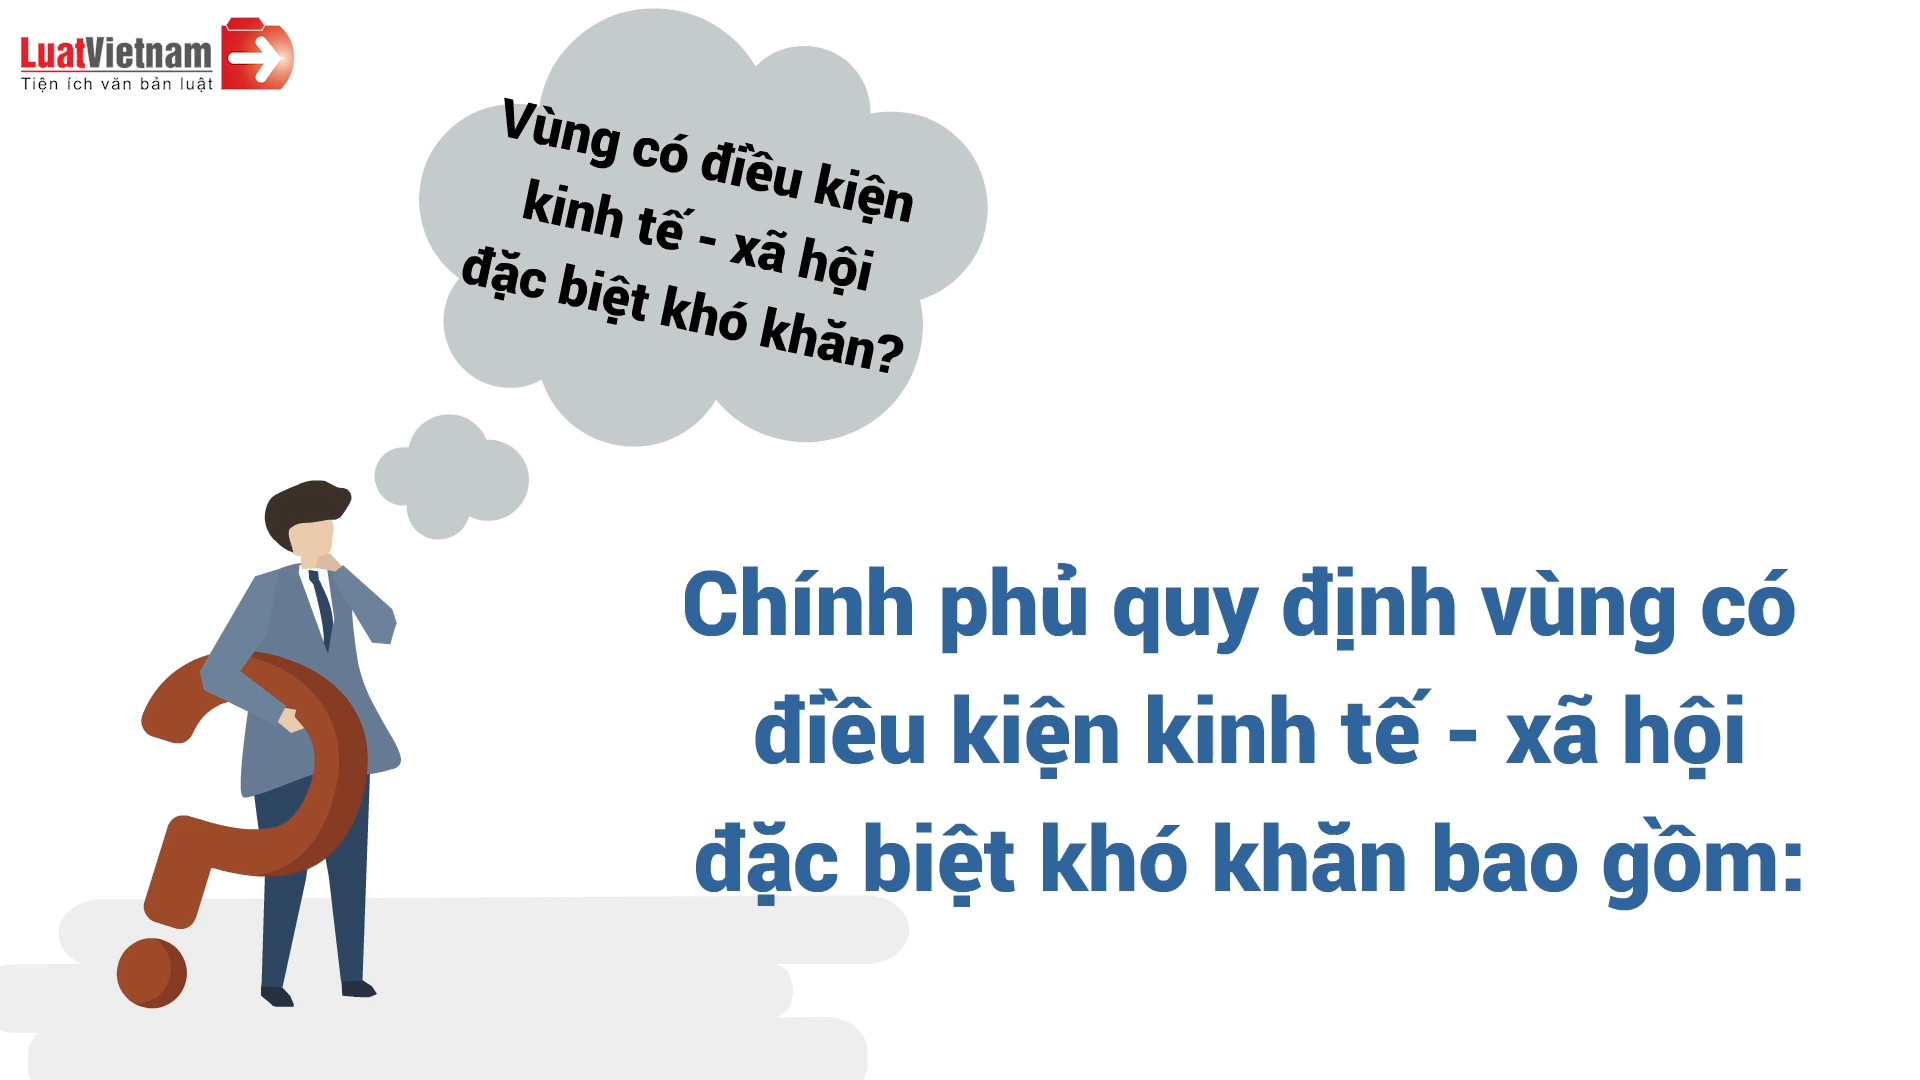 LuatVietnam
Tiện ích văn bản luật
Vùng có điều kiện
kinh tế - xã hội
đặc biệt khó khăn?
Chính phủ quy định vùng có
điều kiện kinh tế - xã hội
đặc biệt khó khăn bao gồm: